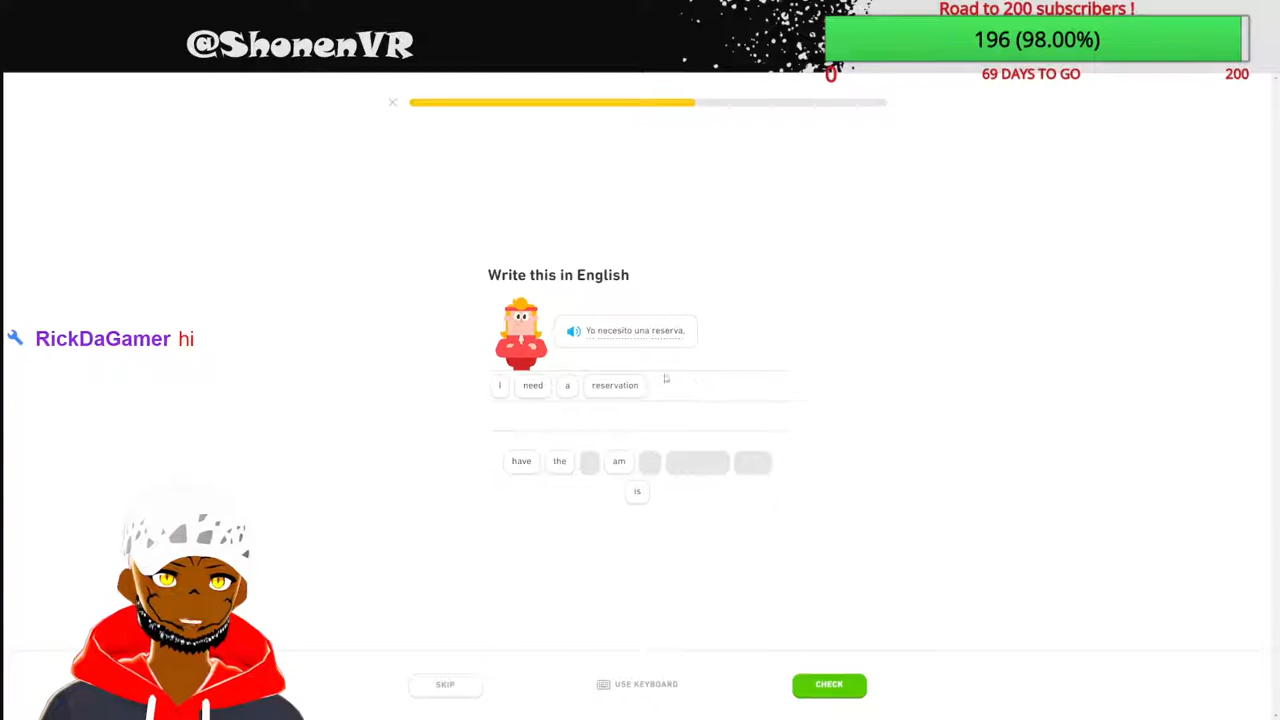 Road to 200 subscribers !
@ShonenVR
196 (98.00%)
0 69 DAYS TO GO 200
Write this in English
Yo necesito una reserva.
RickDaGamer hi
i need a reservation
have the am
is
SKIP USE KEYBOARD CHECK